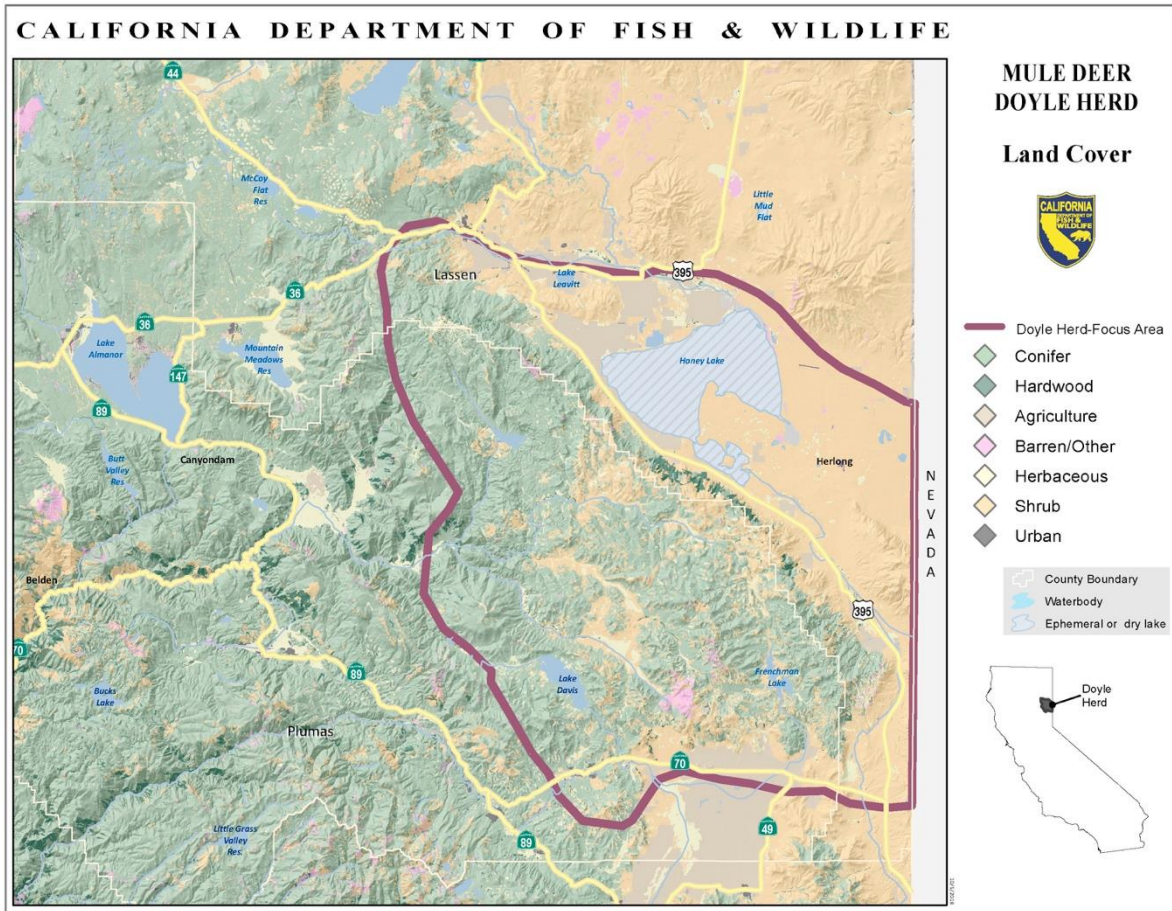 CALIFORNIA DEPARTMENT OF FISH & WILDLIFE
MULE DEER
DOYLE HERD
Land Cover
CALIFORNIA
DEPARTMENT OF
FISH &
WILDLIFE
Doyle Herd-Focus Area
Conifer
Hardwood
Agriculture
Barren/Other
Herbaceous
Shrub
Urban
County Boundary
Waterbody
Ephemeral or dry lake
Doyle
Herd
44
McCoy
Flat
Res
Little
Mud
Flat
Lassen
Lake
Leavitt
395
36
36
Lake
Almanor
Mountain
Meadows
Res
147
89
Honey Lake
Canyondam
Butt
Valley
Res
Herlong
NEVADA
Belden
395
70
Bucks
Lake
89
Lake
Davis
Frenchman
Lake
Plumas
70
Little Grass
Valley
Res.
89
49